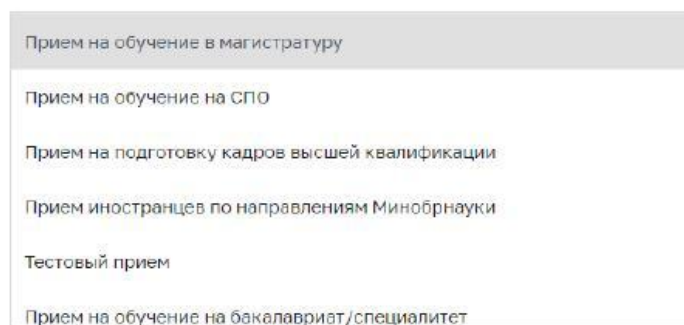 Прием на обучение в магистратуру
Прием на обучение на СПО
Прием на подготовку кадров высшей квалификации
Прием иностранцев по направлениям Минобрнауки
Тестовый прием
Прием на обучение на бакалавриат/специалитет